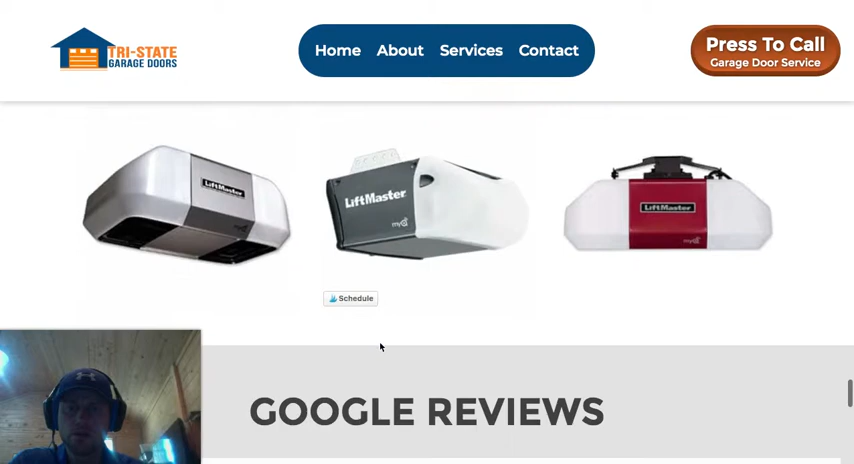 TRI-STATE
GARAGE DOORS
Home About Services Contact
Press To Call
Garage Door Service
LiftMaster
LiftMaster
myQ
LiftMaster
myQ
Schedule
GOOGLE REVIEWS